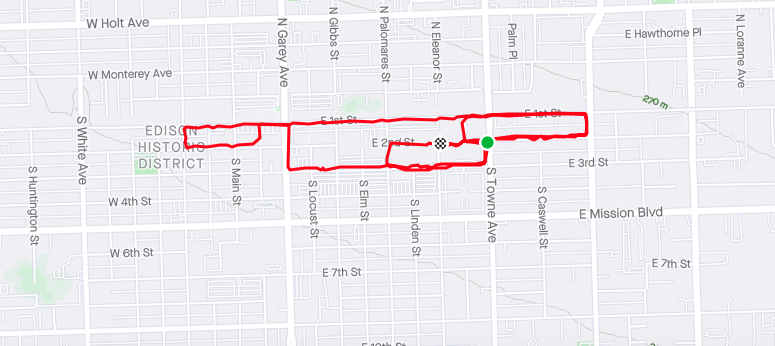 W Holt Ave
N Garey Ave
N Gibbs St
N Palomares St
N Eleanor St
Palm Pl
E Hawthorne Pl
N Loranne Ave
W Monterey Ave
270 m
S White Ave
E 1st St
E 1st St
EDISON
HISTORIC
DISTRICT
E 2nd St
E 3rd St
S Huntington St
S Main St
S Locust St
S Elm St
S Linden St
S Towne Ave
S Caswell St
W 4th St
E Mission Blvd
W 6th St
E 7th St
E 7th St